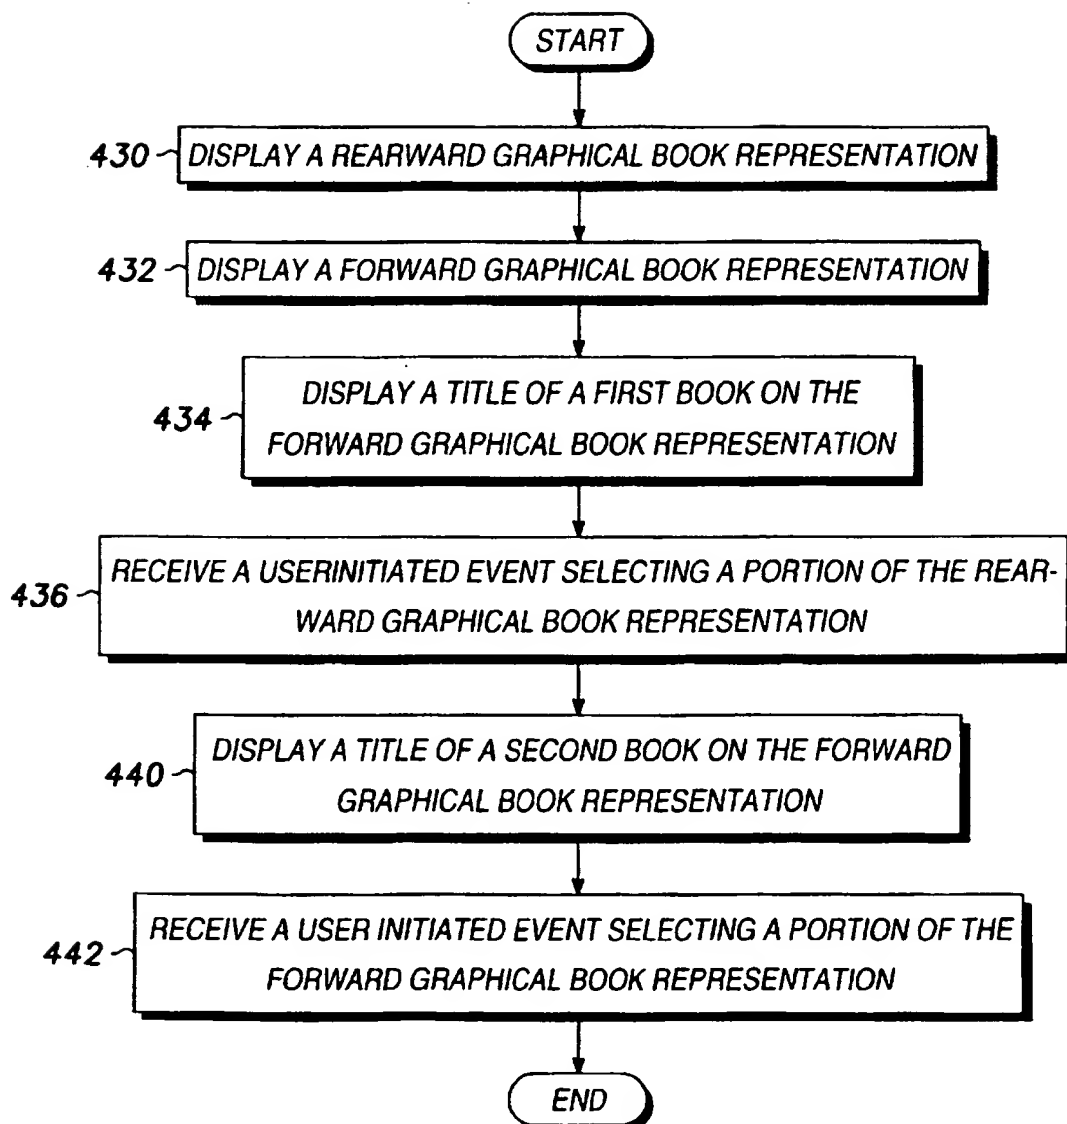 START
430 DISPLAY A REARWARD GRAPHICAL BOOK REPRESENTATION
432 DISPLAY A FORWARD GRAPHICAL BOOK REPRESENTATION
434 DISPLAY A TITLE OF A FIRST BOOK ON THE
FORWARD GRAPHICAL BOOK REPRESENTATION
436 RECEIVE A USERINITIATED EVENT SELECTING A PORTION OF THE REAR-
WARD GRAPHICAL BOOK REPRESENTATION
440 DISPLAY A TITLE OF A SECOND BOOK ON THE FORWARD
GRAPHICAL BOOK REPRESENTATION
442 RECEIVE A USER INITIATED EVENT SELECTING A PORTION OF THE
FORWARD GRAPHICAL BOOK REPRESENTATION
END